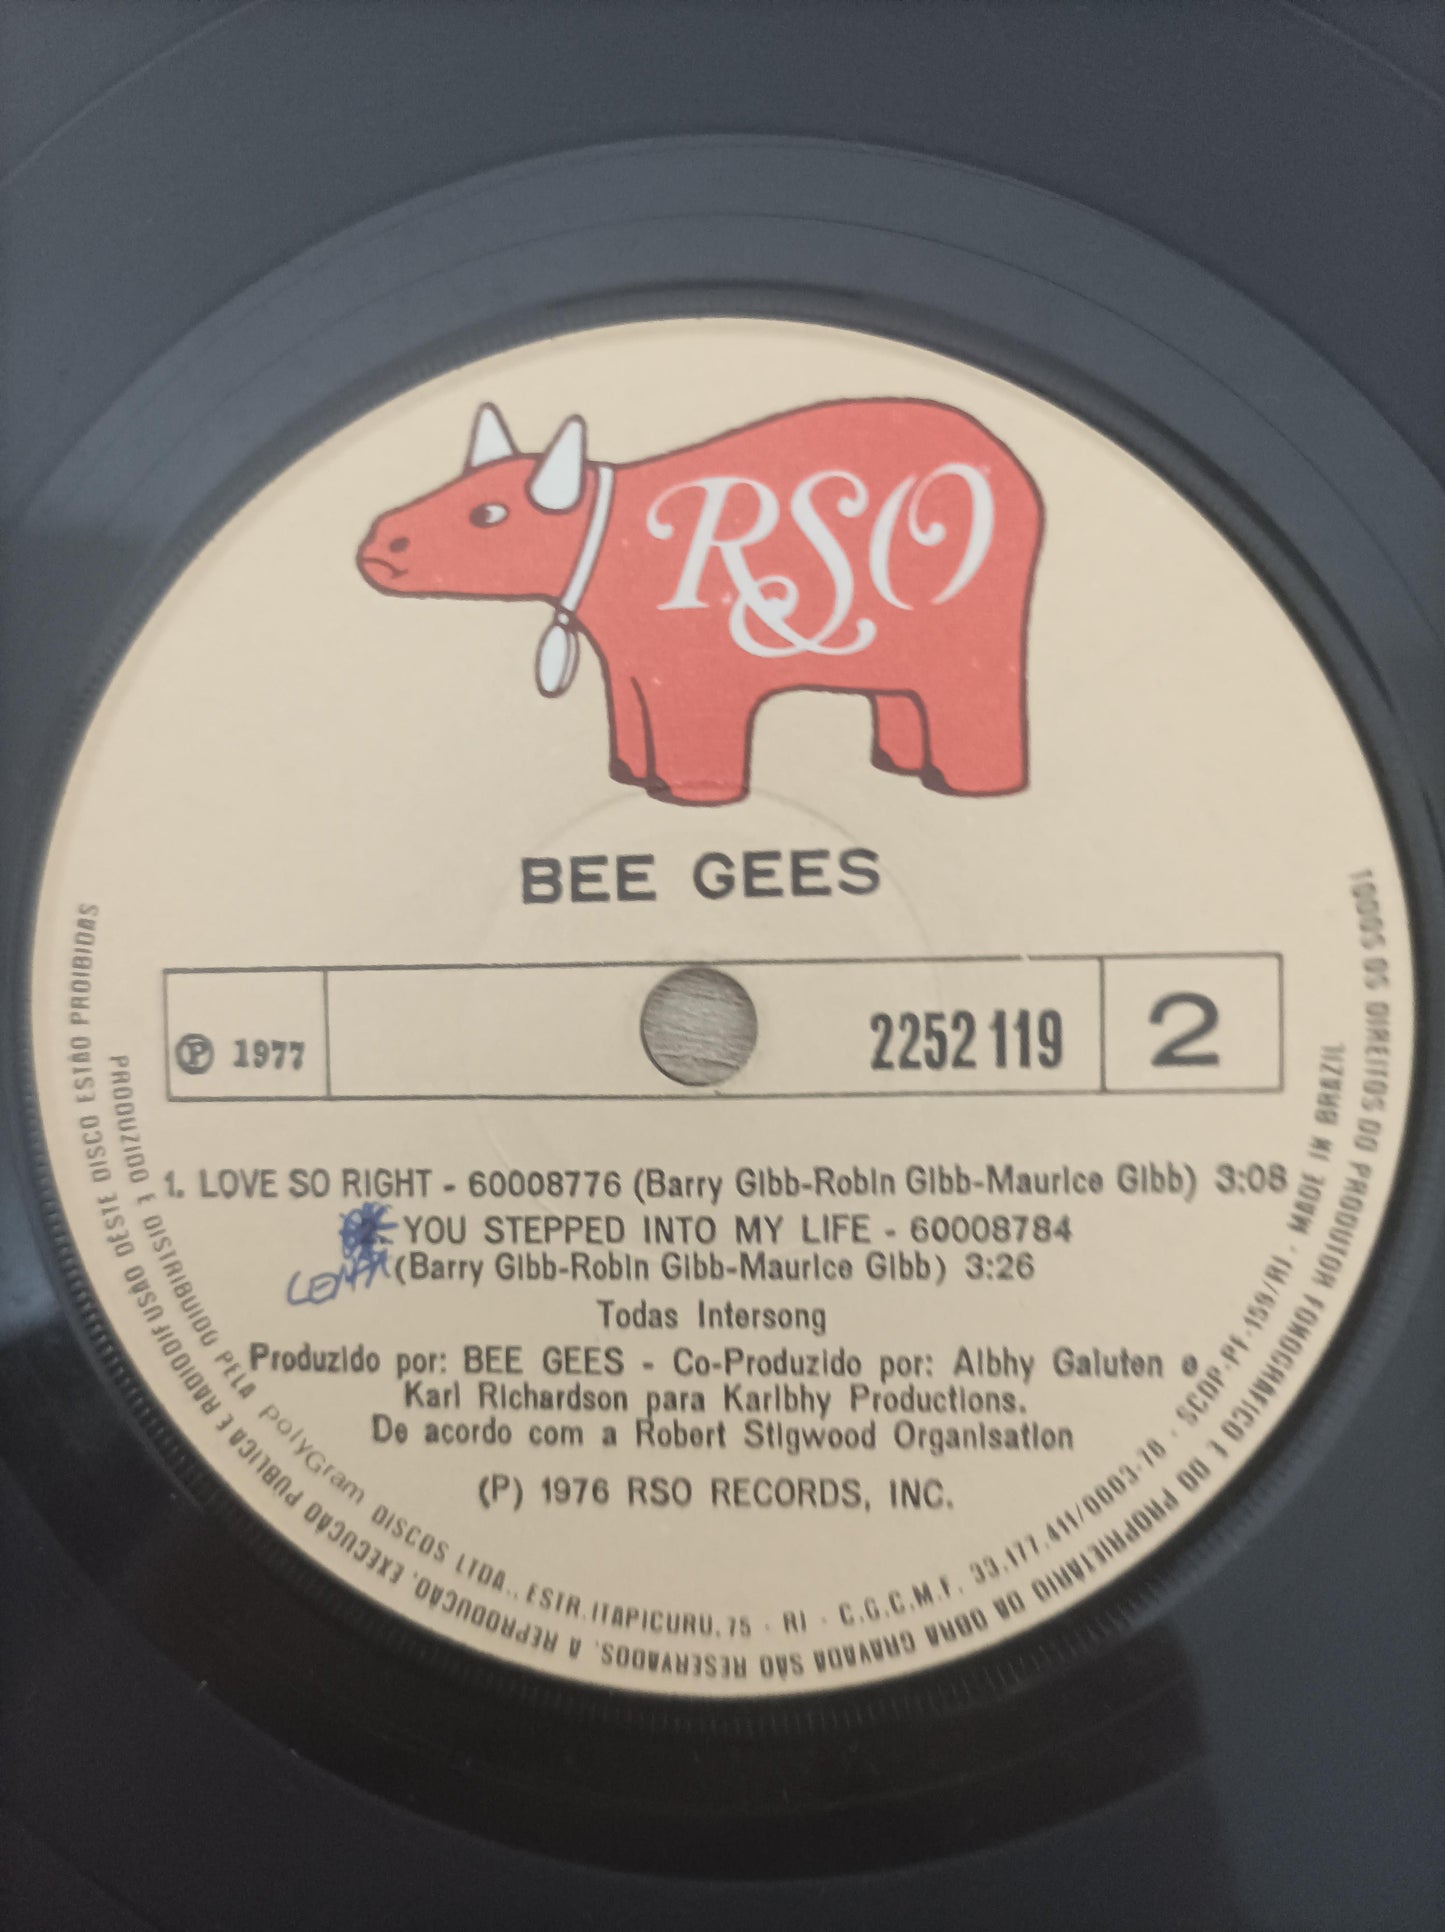 RSO
BEE GEES
Ⓟ 1977
2252 119
2
1. LOVE SO RIGHT - 60008776 (Barry Gibb-Robin Gibb-Maurice Gibb) 3:08
YOU STEPPED INTO MY LIFE - 60008784
LENTA (Barry Gibb-Robin Gibb-Maurice Gibb) 3:26
Todas Intersong
Produzido por: BEE GEES - Co-Produzido por: Albhy Galuten e
Karl Richardson para Karlbhy Productions.
De acordo com a Robert Stigwood Organisation
(P) 1976 RSO RECORDS, INC.
PRODUZIDO E DISTRIBUIDO PELA PolyGram DISCOS LTDA., ESTR. ITAPICURU, 75 - RJ - C.G.C.M.F. 33.177.411/0003-70 - SCDP-PF-159/RJ - MADE IN BRAZIL
TODOS OS DIREITOS DO PRODUTOR FONOGRÁFICO E DO PROPRIETÁRIO DA OBRA GRAVADA SÃO RESERVADOS. A REPRODUÇÃO, EXECUÇÃO PÚBLICA E RADIODIFUSÃO DESTE DISCO ESTÃO PROIBIDAS